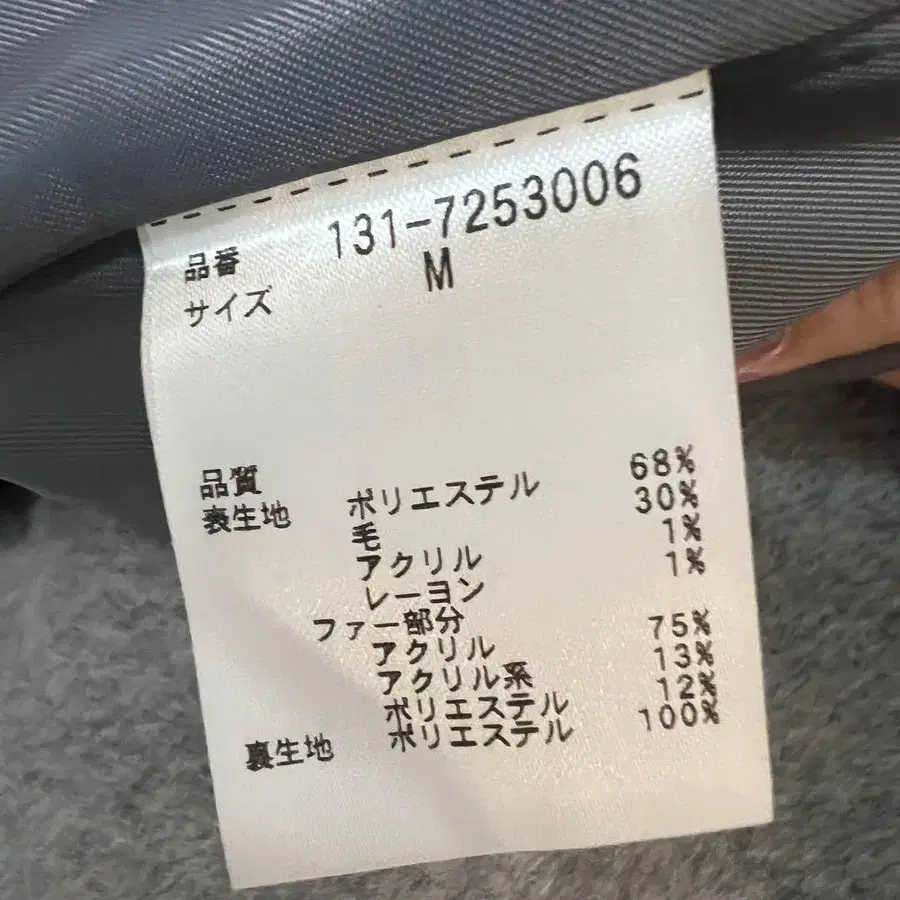 品番 131-7253006
サイズ M
品質
表生地 ポリエステル 68%
毛 30%
アクリル 1%
レーヨン 1%
ファー部分
アクリル 75%
アクリル系 13%
ポリエステル 12%
裏生地 ポリエステル 100%